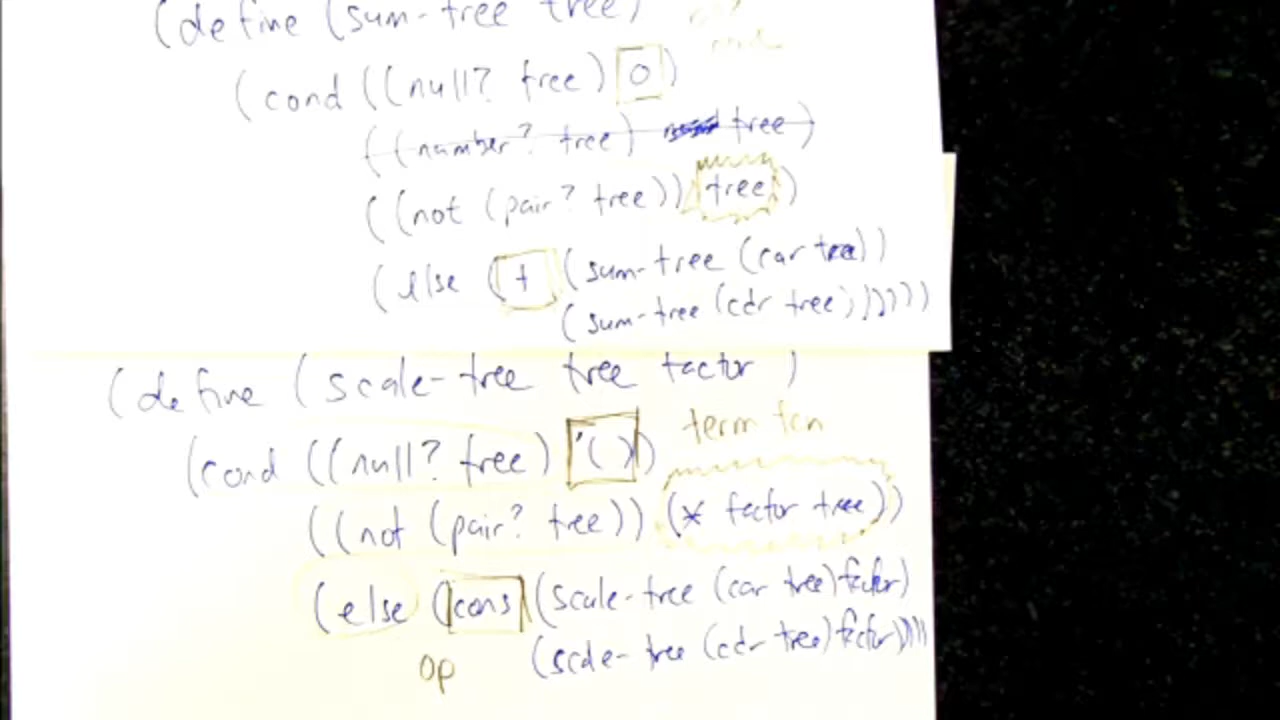 (define (sum-tree tree)
(cond ((null? tree) 0)
((number? tree) tree)
((not (pair? tree)) tree)
(else (+ (sum-tree (car tree))
(sum-tree (cdr tree))))))
(define (scale-tree tree factor)
(cond ((null? tree) '())
term fcn
((not (pair? tree)) (* factor tree))
(else (cons (scale-tree (car tree) factor)
(scale-tree (cdr tree) factor))))
op